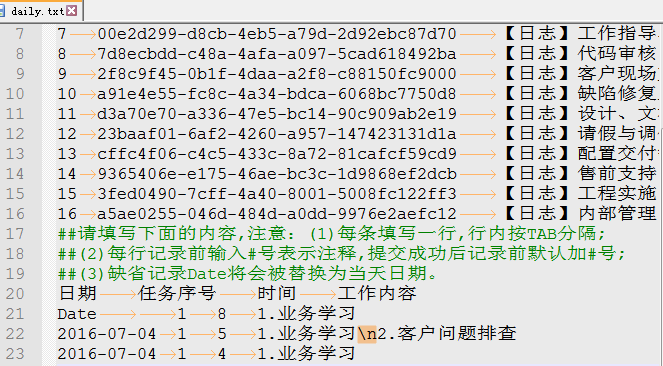 daily.txt
7 7 00e2d299-d8cb-4eb5-a79d-2d92ebc87d70 【日志】工作指导
8 8 7d8ecbdd-c48a-4afa-a097-5cad618492ba 【日志】代码审核
9 9 2f8c9f45-0b1f-4daa-a2f8-c88150fc9000 【日志】客户现场
10 10 a91e4e55-fc8c-4a34-bdca-6068bc7750d8 【日志】缺陷修复
11 11 d3a70e70-a336-47e5-bc14-90c909ab2e19 【日志】设计、文
12 12 23baaf01-6af2-4260-a957-147423131d1a 【日志】请假与调
13 13 cffc4f06-c4c5-433c-8a72-81cafcf59cd9 【日志】配置交付
14 14 9365406e-e175-46ae-bc3c-1d9868ef2dcb 【日志】售前支持
15 15 3fed0490-7cff-4a40-8001-5008fc122ff3 【日志】工程实施
16 16 a5ae0255-046d-484d-a0dd-9976e2aefc12 【日志】内部管理
17 ##请填写下面的内容,注意: (1)每条填写一行,行内按TAB分隔;
18 ##(2)每行记录前输入#号表示注释,提交成功后记录前默认加#号;
19 ##(3)缺省记录Date将会被替换为当天日期。
20 日期 任务序号 时间 工作内容
21 Date 1 8 1.业务学习
22 2016-07-04 1 5 1.业务学习\n2.客户问题排查
23 2016-07-04 1 4 1.业务学习